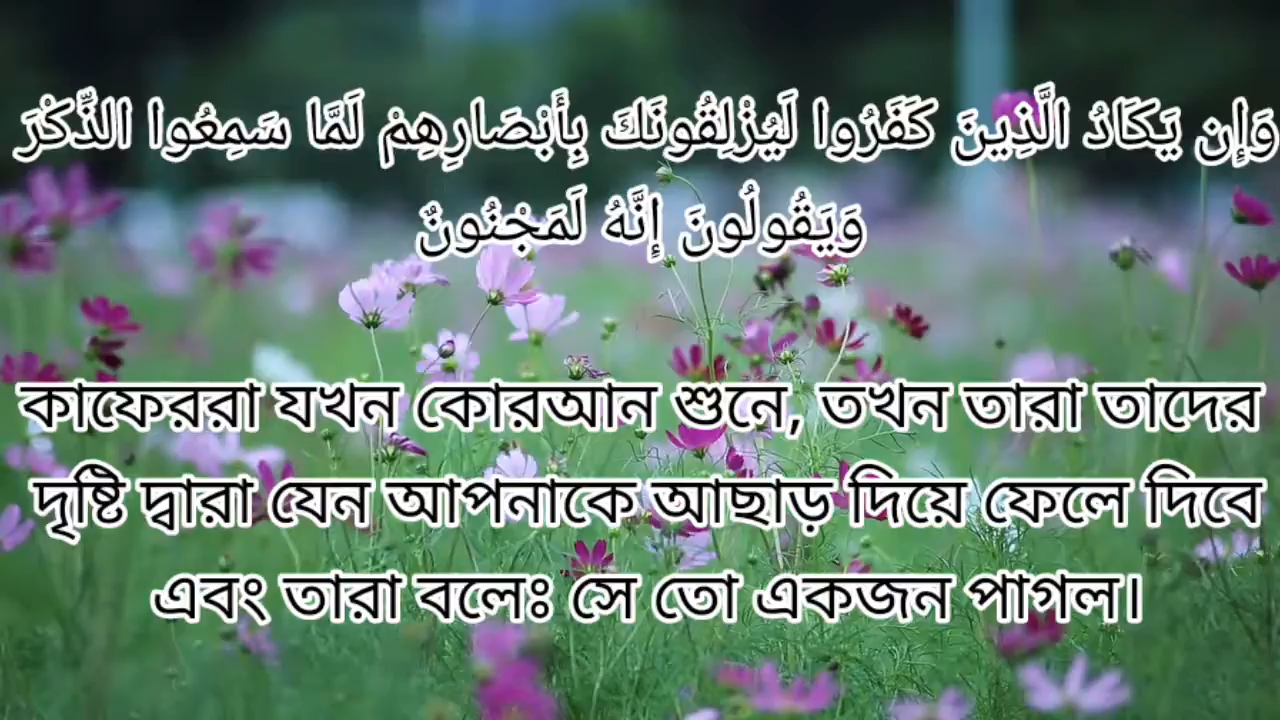 وَإِن يَكَادُ الَّذِينَ كَفَرُوا لَيُزْلِقُونَكَ بِأَبْصَارِهِمْ لَمَّا سَمِعُوا الذِّكْرَ
وَيَقُولُونَ إِنَّهُ لَمَجْنُونٌ
কাফেররা যখন কোরআন শুনে, তখন তারা তাদের
দৃষ্টি দ্বারা যেন আপনাকে আছাড় দিয়ে ফেলে দিবে
এবং তারা বলেঃ সে তো একজন পাগল।